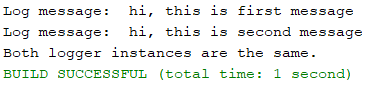 Log message:  hi, this is first message
Log message:  hi, this is second message
Both logger instances are the same.
BUILD SUCCESSFUL (total time: 1 second)